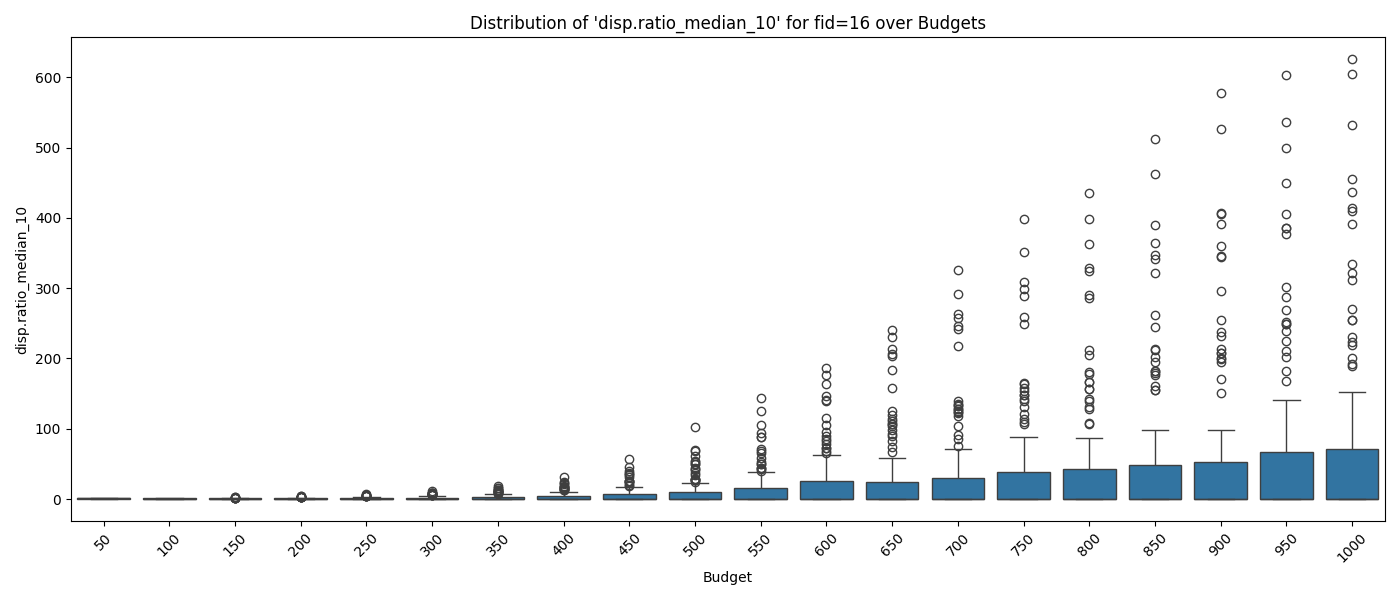 Distribution of 'disp.ratio_median_10' for fid=16 over Budgets
disp.ratio_median_10
600
500
400
300
200
100
0
50 100 150 200 250 300 350 400 450 500 550 600 650 700 750 800 850 900 950 1000
Budget